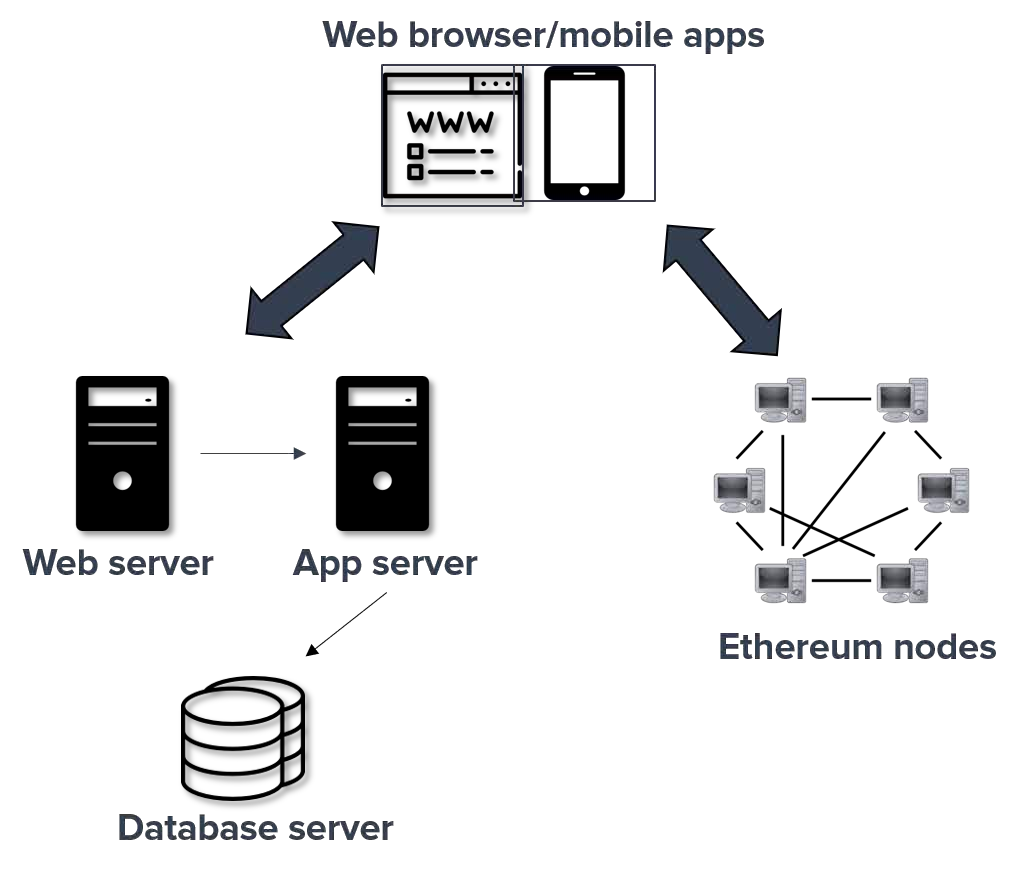 Web browser/mobile apps
WWW
Web server
App server
Ethereum nodes
Database server